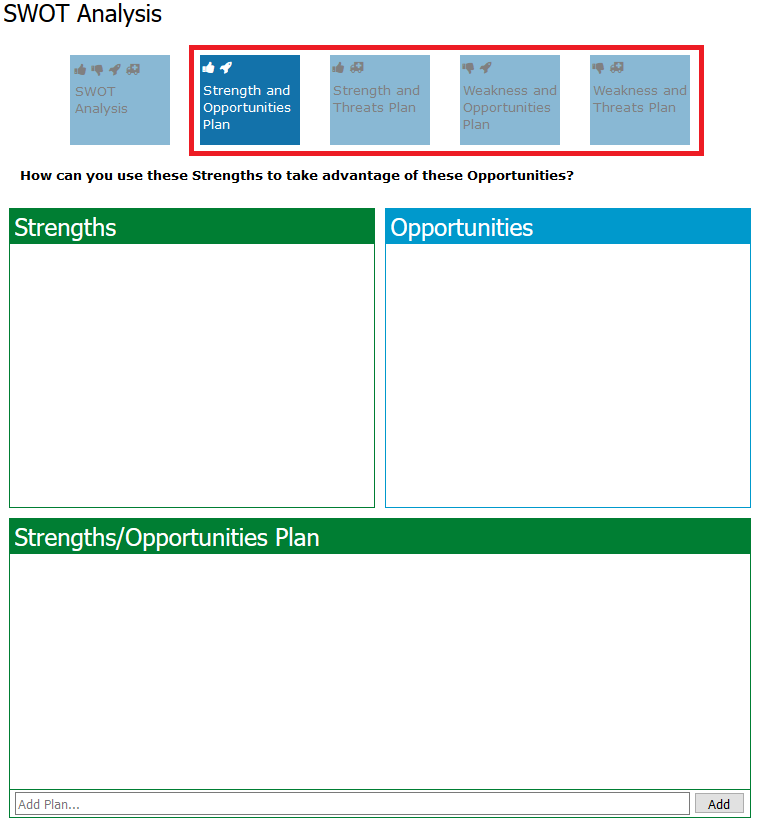 SWOT Analysis
SWOT
Analysis
Strength and
Opportunities
Plan
Strength and
Threats Plan
Weakness and
Opportunities
Plan
Weakness and
Threats Plan
How can you use these Strengths to take advantage of these Opportunities?
Strengths
Opportunities
Strengths/Opportunities Plan
Add Plan...
Add